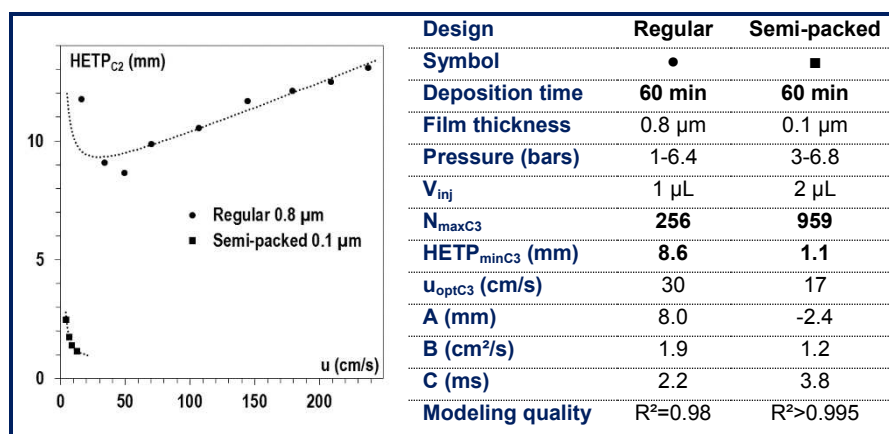 HETPC2 (mm)
10
5
0
● Regular 0.8 µm
■ Semi-packed 0.1 µm
u (cm/s)
0 50 100 150 200
Design Regular Semi-packed
Symbol ● ■
Deposition time 60 min 60 min
Film thickness 0.8 µm 0.1 µm
Pressure (bars) 1-6.4 3-6.8
Vinj 1 µL 2 µL
NmaxC3 256 959
HETPminC3 (mm) 8.6 1.1
uoptC3 (cm/s) 30 17
A (mm) 8.0 -2.4
B (cm²/s) 1.9 1.2
C (ms) 2.2 3.8
Modeling quality R²=0.98 R²>0.995